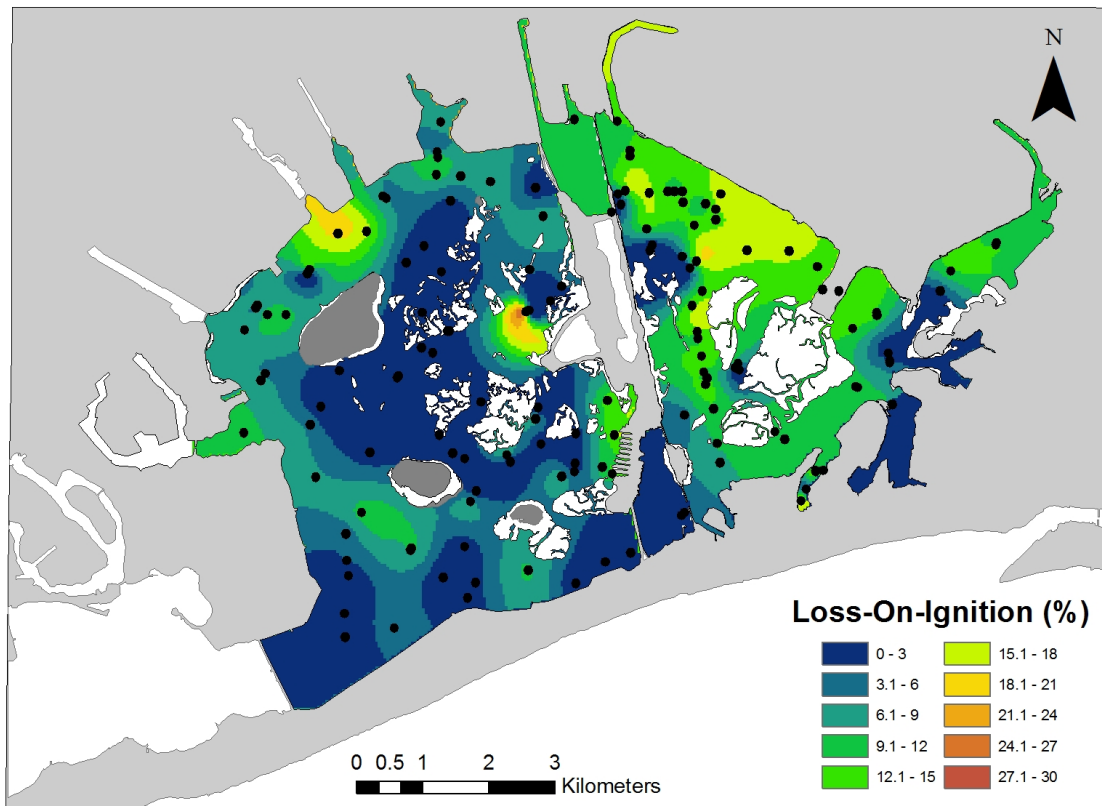 N
Loss-On-Ignition (%)
0 - 3
15.1 - 18
3.1 - 6
18.1 - 21
6.1 - 9
21.1 - 24
9.1 - 12
24.1 - 27
12.1 - 15
27.1 - 30
0 0.5 1 2 3
Kilometers